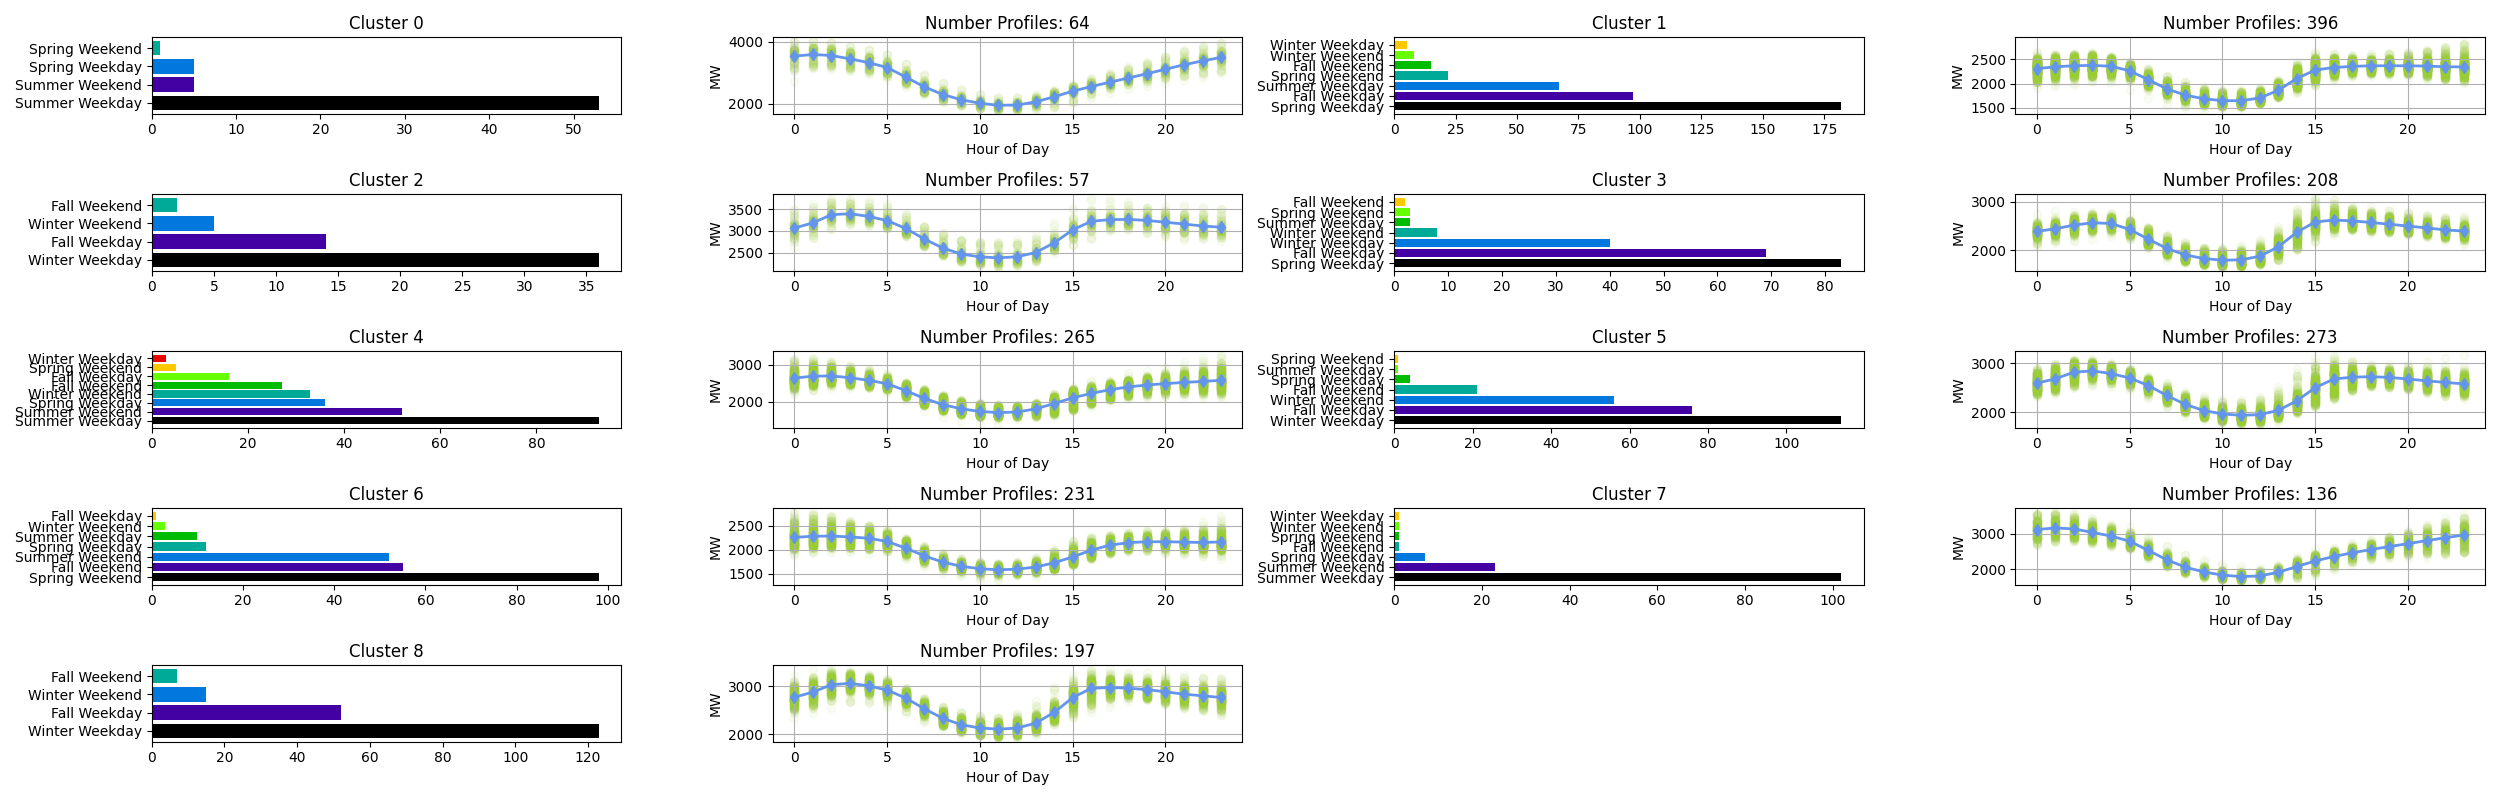 Cluster 0
Spring Weekend
Spring Weekday
Summer Weekend
Summer Weekday
0 10 20 30 40 50
Number Profiles: 64
MW
4000
2000
0 5 10 15 20
Hour of Day
Cluster 1
Winter Weekday
Winter Weekend
Fall Weekend
Spring Weekend
Summer Weekday
Fall Weekday
Spring Weekday
0 25 50 75 100 125 150 175
Number Profiles: 396
MW
2500
2000
1500
0 5 10 15 20
Hour of Day
Cluster 2
Fall Weekend
Winter Weekend
Fall Weekday
Winter Weekday
0 5 10 15 20 25 30 35
Number Profiles: 57
MW
3500
3000
2500
0 5 10 15 20
Hour of Day
Cluster 3
Fall Weekend
Spring Weekend
Summer Weekday
Winter Weekend
Winter Weekday
Fall Weekday
Spring Weekday
0 10 20 30 40 50 60 70 80
Number Profiles: 208
MW
3000
2000
0 5 10 15 20
Hour of Day
Cluster 4
Winter Weekday
Spring Weekend
Fall Weekday
Fall Weekend
Winter Weekend
Spring Weekday
Summer Weekend
Summer Weekday
0 20 40 60 80
Number Profiles: 265
MW
3000
2000
0 5 10 15 20
Hour of Day
Cluster 5
Spring Weekend
Summer Weekday
Spring Weekday
Fall Weekend
Winter Weekend
Fall Weekday
Winter Weekday
0 20 40 60 80 100
Number Profiles: 273
MW
3000
2000
0 5 10 15 20
Hour of Day
Cluster 6
Fall Weekday
Winter Weekend
Summer Weekday
Spring Weekday
Summer Weekend
Fall Weekend
Spring Weekend
0 20 40 60 80 100
Number Profiles: 231
MW
2500
2000
1500
0 5 10 15 20
Hour of Day
Cluster 7
Winter Weekday
Winter Weekend
Spring Weekend
Fall Weekend
Spring Weekday
Summer Weekend
Summer Weekday
0 20 40 60 80 100
Number Profiles: 136
MW
3000
2000
0 5 10 15 20
Hour of Day
Cluster 8
Fall Weekend
Winter Weekend
Fall Weekday
Winter Weekday
0 20 40 60 80 100 120
Number Profiles: 197
MW
3000
2000
0 5 10 15 20
Hour of Day